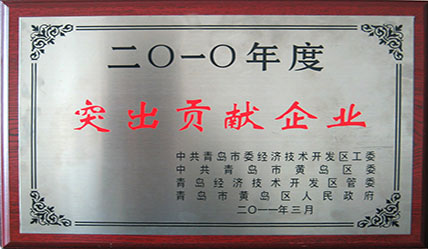 二〇一〇年度
突出贡献企业
中共青岛市委经济技术开发区工委
中共青岛市黄岛区委
青岛经济技术开发区管委
青岛市黄岛区人民政府
二〇一一年三月